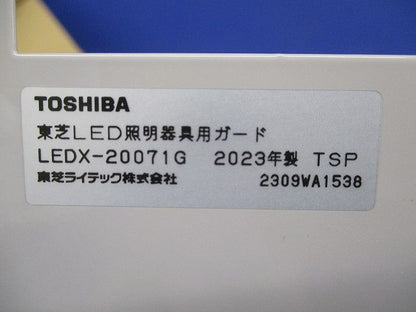 TOSHIBA
東芝LED照明器具用ガード
LEDX-20071G 2023年製 TSP
東芝ライテック株式会社 2309WA1538